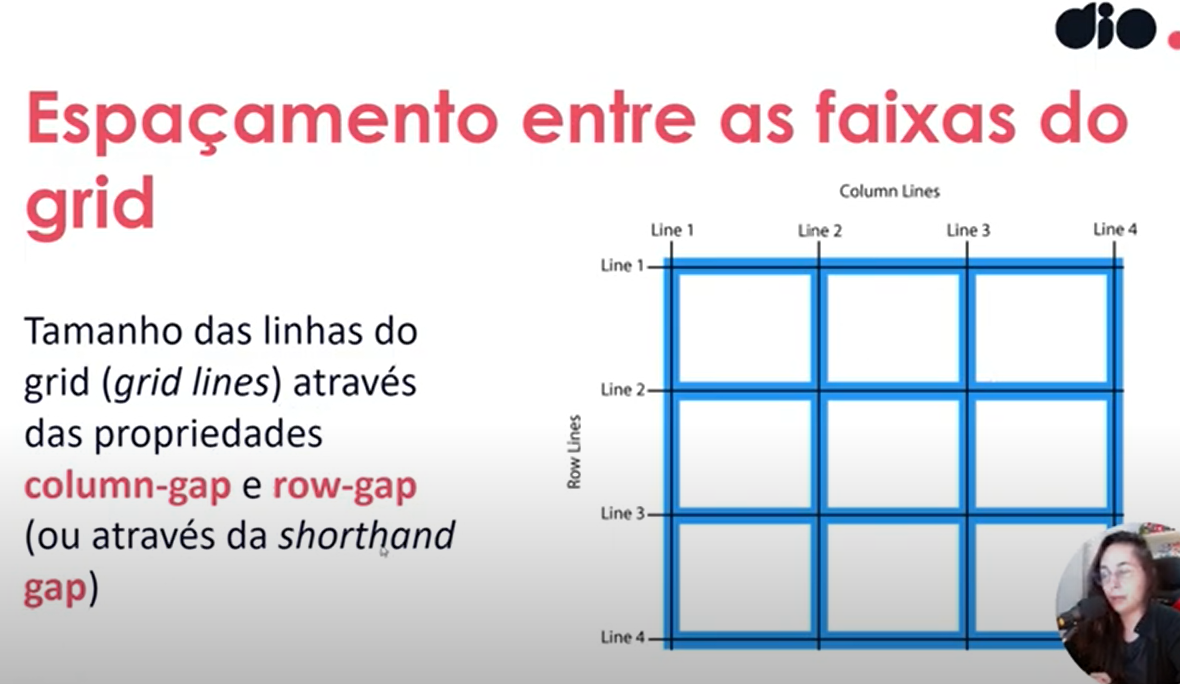 dio.
Espaçamento entre as faixas do
grid
Tamanho das linhas do
grid (grid lines) através
das propriedades
column-gap e row-gap
(ou através da shorthand
gap)
Column Lines
Line 1
Line 2
Line 3
Line 4
Row Lines
Line 1
Line 2
Line 3
Line 4